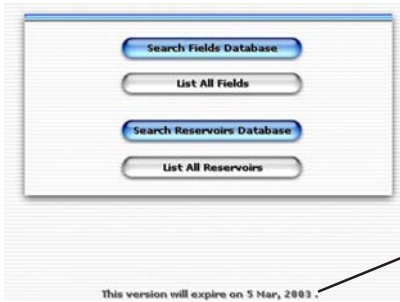 Search Fields Database
List All Fields
Search Reservoirs Database
List All Reservoirs
This version will expire on 5 Mar, 2003 .